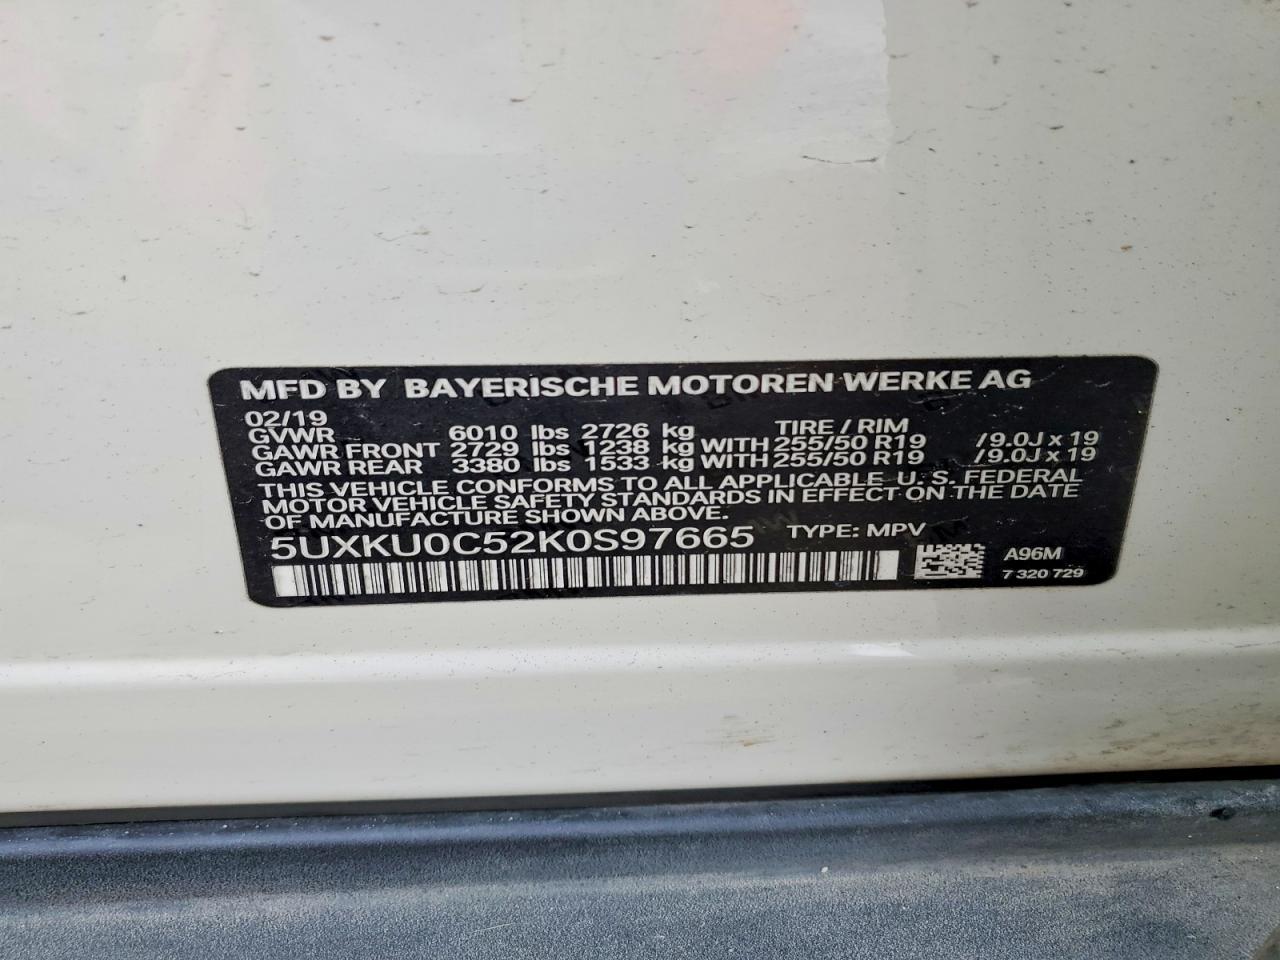 MFD BY BAYERISCHE MOTOREN WERKE AG
02/19 TIRE / RIM
GVWR 6010 lbs 2726 kg
GAWR FRONT 2729 lbs 1238 kg WITH 255/50 R19 /9.0J x 19
GAWR REAR 3380 lbs 1533 kg WITH 255/50 R19 /9.0J x 19
THIS VEHICLE CONFORMS TO ALL APPLICABLE U. S. FEDERAL
MOTOR VEHICLE SAFETY STANDARDS IN EFFECT ON THE DATE
OF MANUFACTURE SHOWN ABOVE.
5UXKU0C52K0S97665 TYPE: MPV
A96M
7 320 729